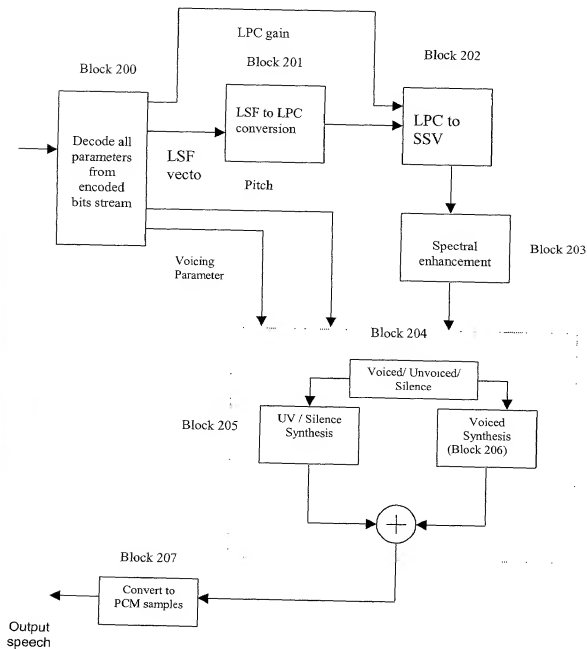 LPC gain
Block 200
Block 201
Block 202
Decode all
parameters
from
encoded
bits stream
LSF to LPC
conversion
LPC to
SSV
LSF
vecto
Pitch
Voicing
Parameter
Spectral
enhancement
Block 203
Block 204
Voiced/ Unvoiced/
Silence
Block 205
UV / Silence
Synthesis
Voiced
Synthesis
(Block 206)
+
Block 207
Convert to
PCM samples
Output
speech